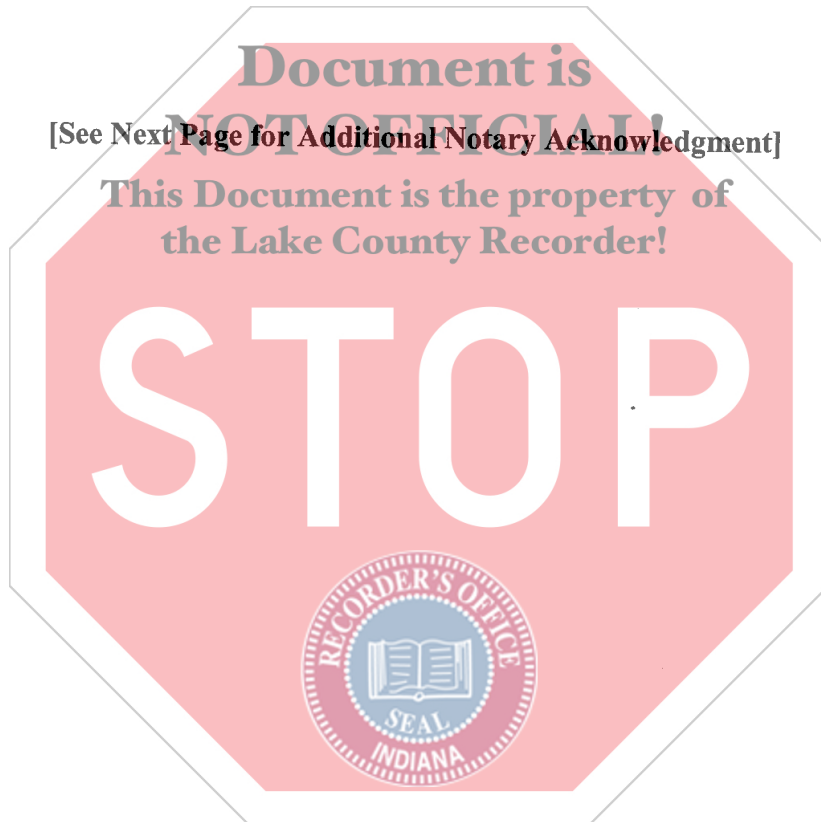 Document is
NOT OFFICIAL!
[See Next Page for Additional Notary Acknowledgment]
This Document is the property of
the Lake County Recorder!
STOP
RECORDER'S OFFICE
SEAL
INDIANA